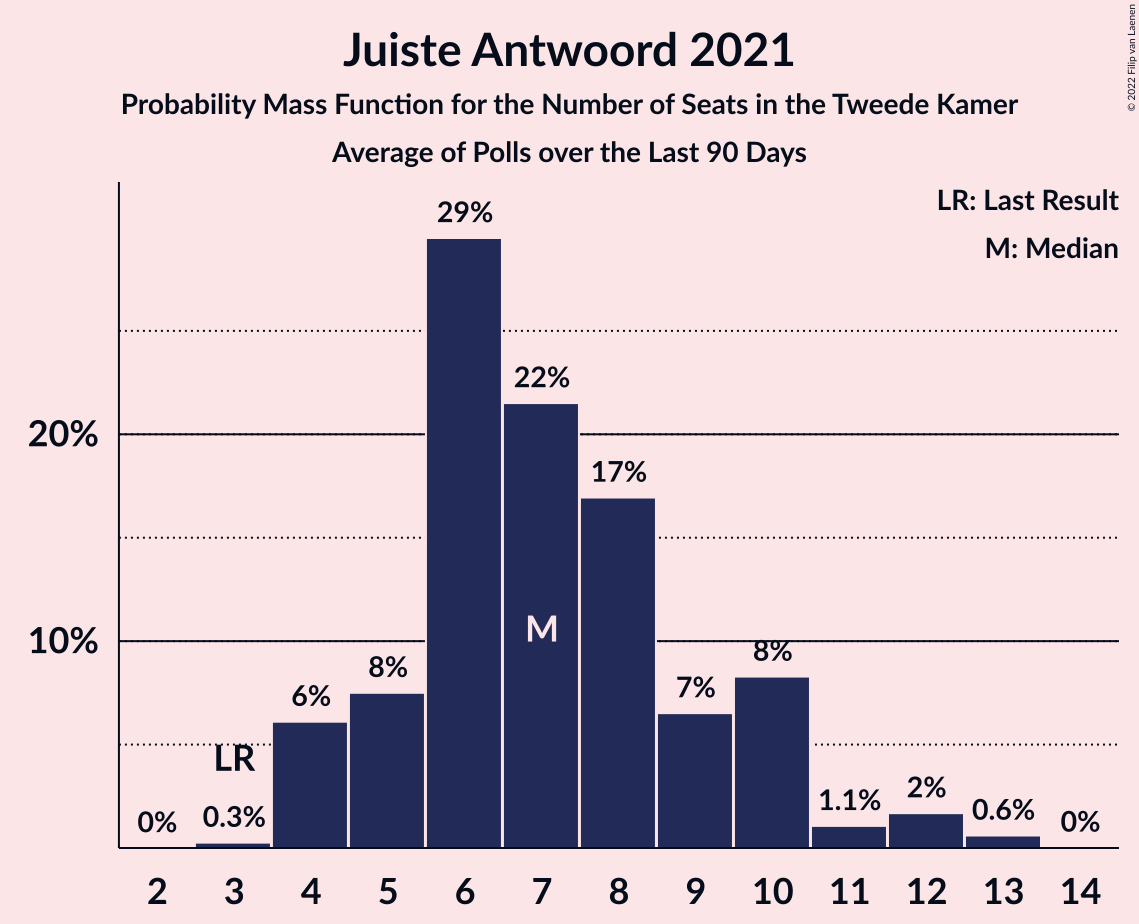 Juiste Antwoord 2021
Probability Mass Function for the Number of Seats in the Tweede Kamer
Average of Polls over the Last 90 Days
© 2022 Filip van Laenen
LR: Last Result
M: Median
29%
22%
20%
17%
M
10%
8%
8%
7%
6%
LR
0%
0.3%
1.1%
2%
0.6%
0%
2 3 4 5 6 7 8 9 10 11 12 13 14